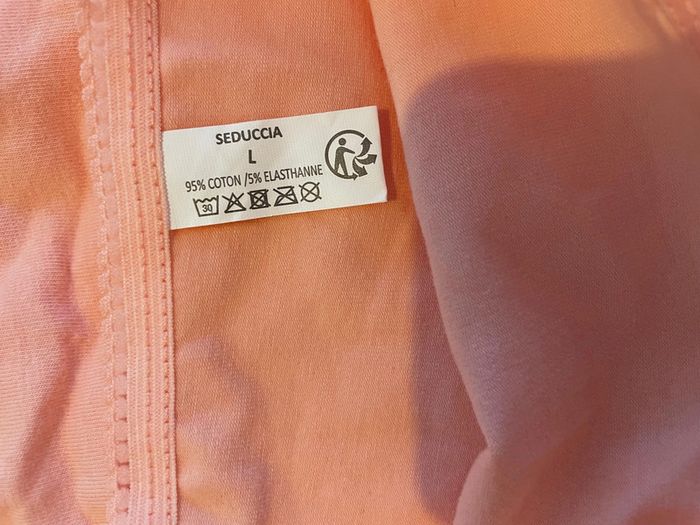 SEDUCCIA
L
95% COTON /5% ELASTHANNE
30